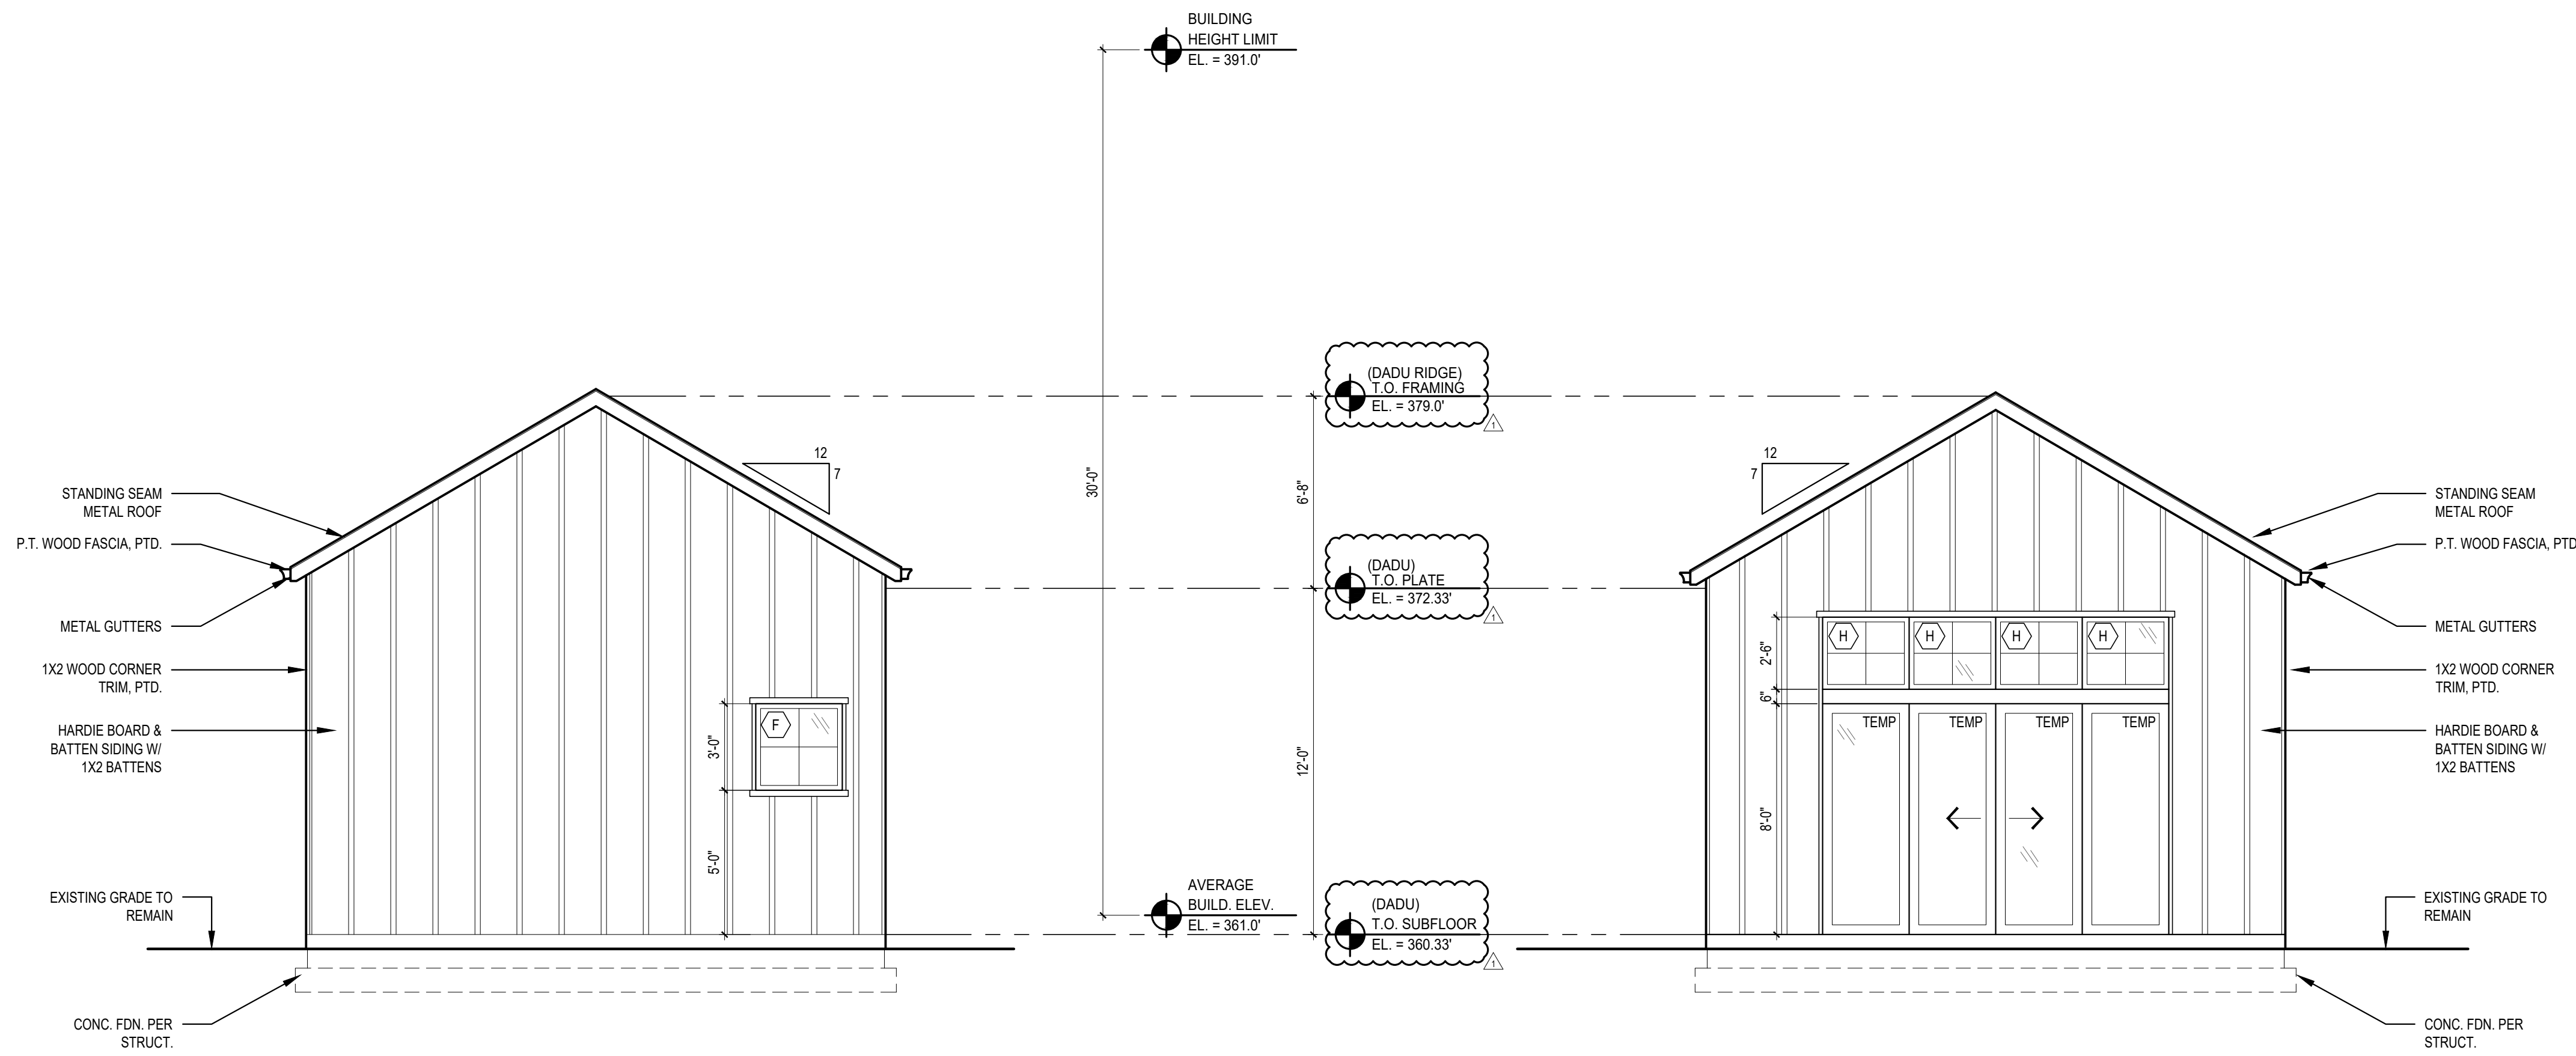 BUILDING
HEIGHT LIMIT
EL. = 391.0'
(DADU RIDGE)
T.O. FRAMING
EL. = 379.0'
1
12
7
12
7
30'-0"
6'-8"
STANDING SEAM
METAL ROOF
P.T. WOOD FASCIA, PTD.
METAL GUTTERS
1X2 WOOD CORNER
TRIM, PTD.
HARDIE BOARD &
BATTEN SIDING W/
1X2 BATTENS
EXISTING GRADE TO
REMAIN
CONC. FDN. PER
STRUCT.
F
3'-0"
5'-0"
(DADU)
T.O. PLATE
EL. = 372.33'
1
12'-0"
AVERAGE
BUILD. ELEV.
EL. = 361.0'
(DADU)
T.O. SUBFLOOR
EL. = 360.33'
1
H H H H
2'-6"
6"
8'-0"
TEMP TEMP TEMP TEMP
STANDING SEAM
METAL ROOF
P.T. WOOD FASCIA, PTD
METAL GUTTERS
1X2 WOOD CORNER
TRIM, PTD.
HARDIE BOARD &
BATTEN SIDING W/
1X2 BATTENS
EXISTING GRADE TO
REMAIN
CONC. FDN. PER
STRUCT.